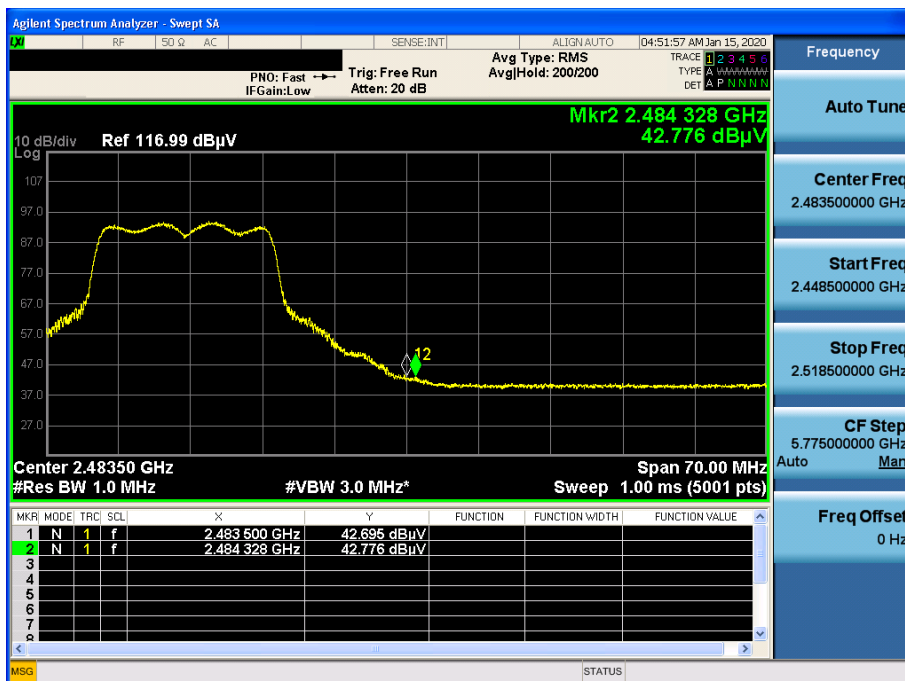 Agilent Spectrum Analyzer - Swept SA
LXI RF 50 Ω AC SENSE:INT ALIGN AUTO 04:51:57 AM Jan 15, 2020
PNO: Fast IFGain:Low
Trig: Free Run Atten: 20 dB
Avg Type: RMS Avg|Hold: 200/200
TRACE 1 2 3 4 5 6
TYPE A WWWWW
DET A P N N N N
Mkr2 2.484 328 GHz
42.776 dBµV
10 dB/div Ref 116.99 dBµV
Log
107
97.0
87.0
77.0
67.0
57.0
47.0
37.0
27.0
12
Center 2.48350 GHz Span 70.00 MHz
#Res BW 1.0 MHz #VBW 3.0 MHz* Sweep 1.00 ms (5001 pts)
MKR MODE TRC SCL X Y FUNCTION FUNCTION WIDTH FUNCTION VALUE
1 N 1 f 2.483 500 GHz 42.695 dBµV
2 N 1 f 2.484 328 GHz 42.776 dBµV
3
4
5
6
7
8
MSG STATUS
Frequency
Auto Tune
Center Freq
2.483500000 GHz
Start Freq
2.448500000 GHz
Stop Freq
2.518500000 GHz
CF Step
5.775000000 GHz
Auto Man
Freq Offset
0 Hz